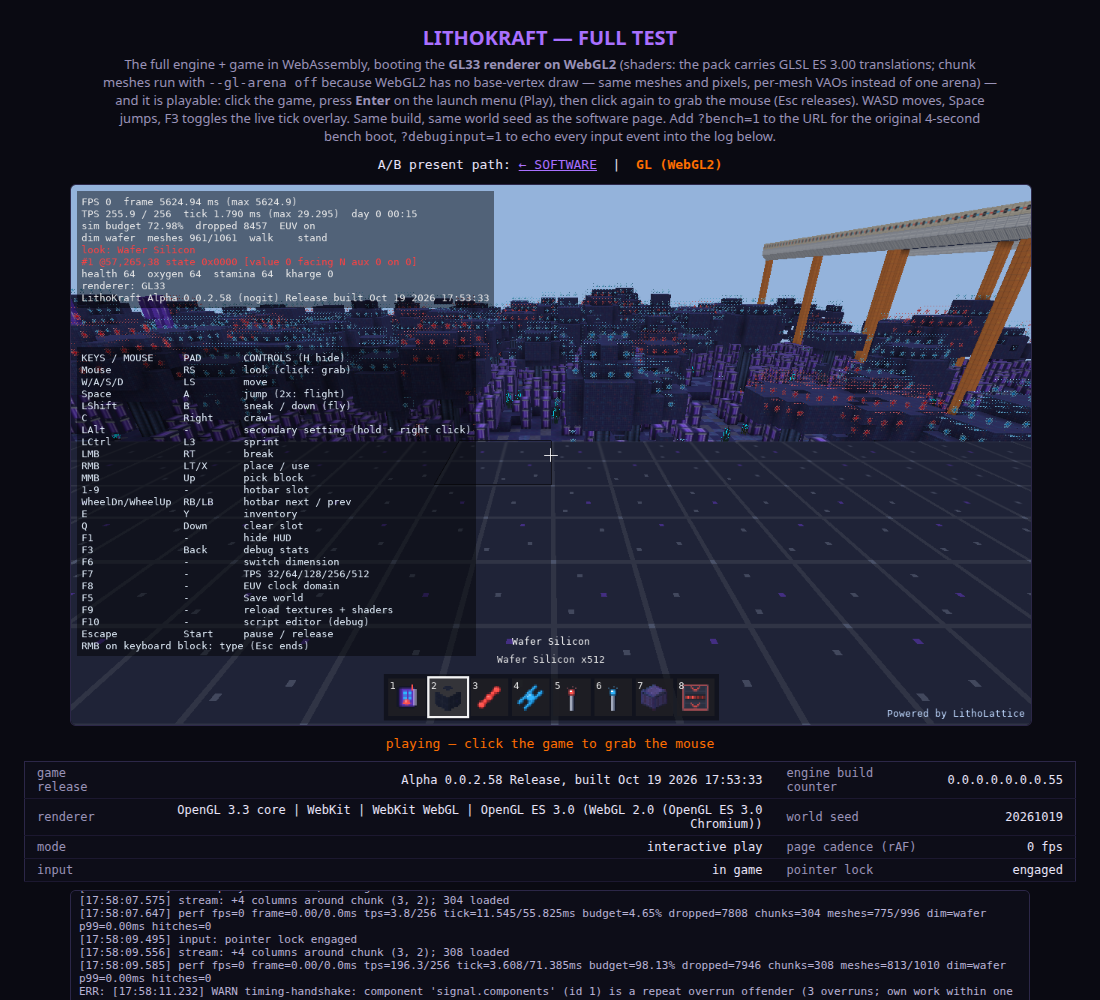 LITHOKRAFT — FULL TEST
The full engine + game in WebAssembly, booting the GL33 renderer on WebGL2 (shaders: the pack carries GLSL ES 3.00 translations; chunk
meshes run with --gl-arena off because WebGL2 has no base-vertex draw — same meshes and pixels, per-mesh VAOs instead of one arena) —
and it is playable: click the game, press Enter on the launch menu (Play), then click again to grab the mouse (Esc releases). WASD moves, Space
jumps, F3 toggles the live tick overlay. Same build, same world seed as the software page. Add ?bench=1 to the URL for the original 4-second
bench boot, ?debuginput=1 to echo every input event into the log below.
A/B present path: ← SOFTWARE | GL (WebGL2)
FPS 0 frame 5624.94 ms (max 5624.9)
TPS 255.9 / 256 tick 1.790 ms (max 29.295) day 0 00:15
sim budget 72.98% dropped 8457 EUV on
dim wafer meshes 961/1061 walk stand
look: Wafer Silicon
#1 @57,265,38 state 0x0000 [value 0 facing N aux 0 on 0]
health 64 oxygen 64 stamina 64 kharge 0
renderer: GL33
LithoKraft Alpha 0.0.2.58 (nogit) Release built Oct 19 2026 17:53:33
KEYS / MOUSE PAD CONTROLS (H hide)
Mouse RS look (click: grab)
W/A/S/D LS move
Space A jump (2x: flight)
LShift B sneak / down (fly)
C Right crawl
LAlt - secondary setting (hold + right click)
LCtrl L3 sprint
LMB RT break
RMB LT/X place / use
MMB Up pick block
1-9 - hotbar slot
WheelDn/WheelUp RB/LB hotbar next / prev
E Y inventory
Q Down clear slot
F1 - hide HUD
F3 Back debug stats
F6 - switch dimension
F7 - TPS 32/64/128/256/512
F8 - EUV clock domain
F5 - Save world
F9 - reload textures + shaders
F10 - script editor (debug)
Escape Start pause / release
RMB on keyboard block: type (Esc ends)
Wafer Silicon
Wafer Silicon x512
1 2 3 4 5 6 7 8
Powered by LithoLattice
playing — click the game to grab the mouse
game release Alpha 0.0.2.58 Release, built Oct 19 2026 17:53:33 engine build counter 0.0.0.0.0.0.0.55
renderer OpenGL 3.3 core | WebKit | WebKit WebGL | OpenGL ES 3.0 (WebGL 2.0 (OpenGL ES 3.0 Chromium)) world seed 20261019
mode interactive play page cadence (rAF) 0 fps
input in game pointer lock engaged
[17:58:07.575] stream: +4 columns around chunk (3, 2); 304 loaded
[17:58:07.647] perf fps=0 frame=0.00/0.0ms tps=3.8/256 tick=11.545/55.825ms budget=4.65% dropped=7808 chunks=304 meshes=775/996 dim=wafer
p99=0.00ms hitches=0
[17:58:09.495] input: pointer lock engaged
[17:58:09.556] stream: +4 columns around chunk (3, 2); 308 loaded
[17:58:09.585] perf fps=0 frame=0.00/0.0ms tps=196.3/256 tick=3.608/71.385ms budget=98.13% dropped=7946 chunks=308 meshes=813/1010 dim=wafer
p99=0.00ms hitches=0
ERR: [17:58:11.232] WARN timing-handshake: component 'signal.components' (id 1) is a repeat overrun offender (3 overruns; own work within one